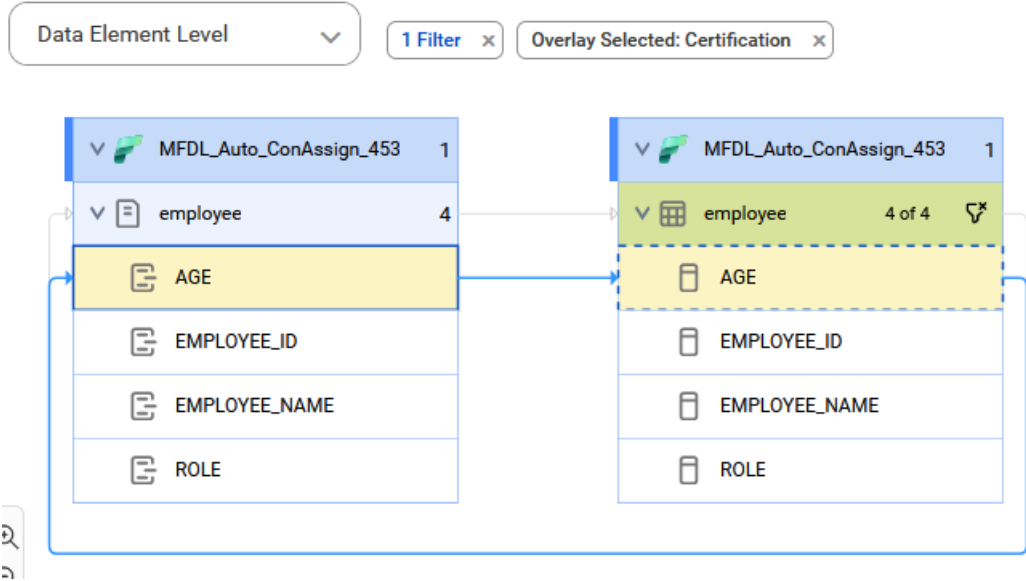 Data Element Level
1 Filter ×
Overlay Selected: Certification ×
MFDL_Auto_ConAssign_453 1
employee 4
AGE
EMPLOYEE_ID
EMPLOYEE_NAME
ROLE
MFDL_Auto_ConAssign_453 1
employee 4 of 4
AGE
EMPLOYEE_ID
EMPLOYEE_NAME
ROLE